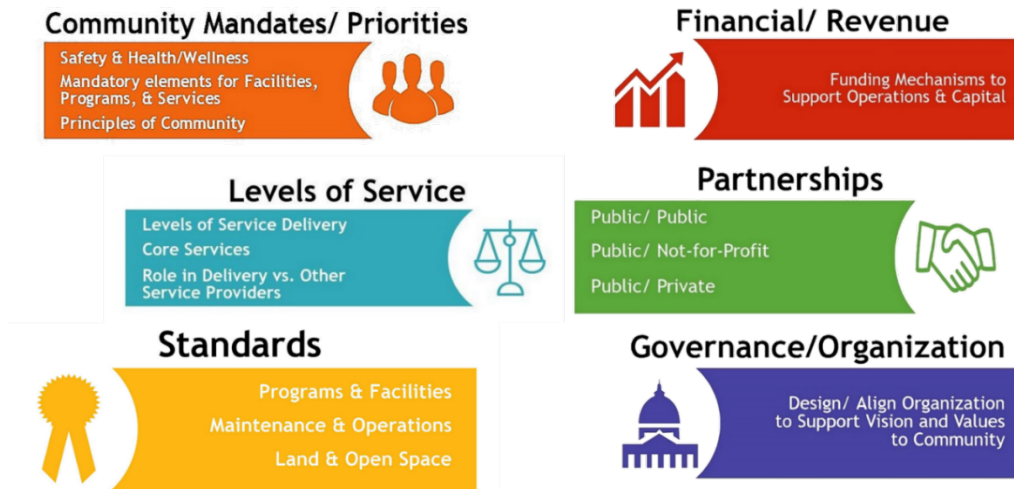 Community Mandates/ Priorities
Safety & Health/Wellness
Mandatory elements for Facilities,
Programs, & Services
Principles of Community
Financial/ Revenue
Funding Mechanisms to
Support Operations & Capital
Levels of Service
Levels of Service Delivery
Core Services
Role in Delivery vs. Other
Service Providers
Partnerships
Public/ Public
Public/ Not-for-Profit
Public/ Private
Standards
Programs & Facilities
Maintenance & Operations
Land & Open Space
Governance/Organization
Design/ Align Organization
to Support Vision and Values
to Community